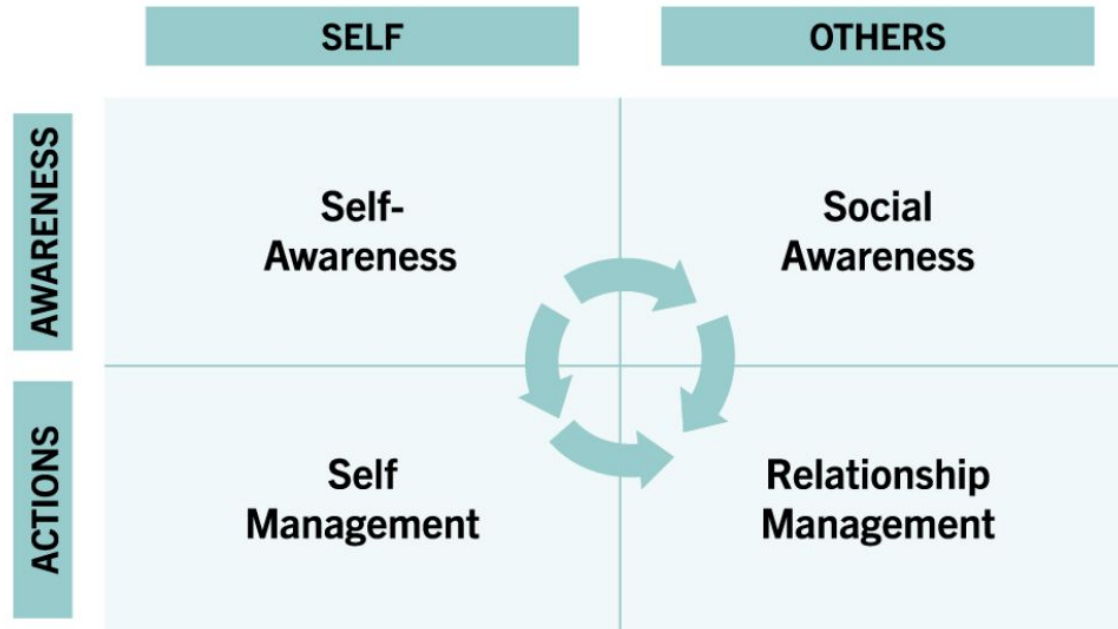 SELF
OTHERS
AWARENESS
Self-
Awareness
Social
Awareness
ACTIONS
Self
Management
Relationship
Management